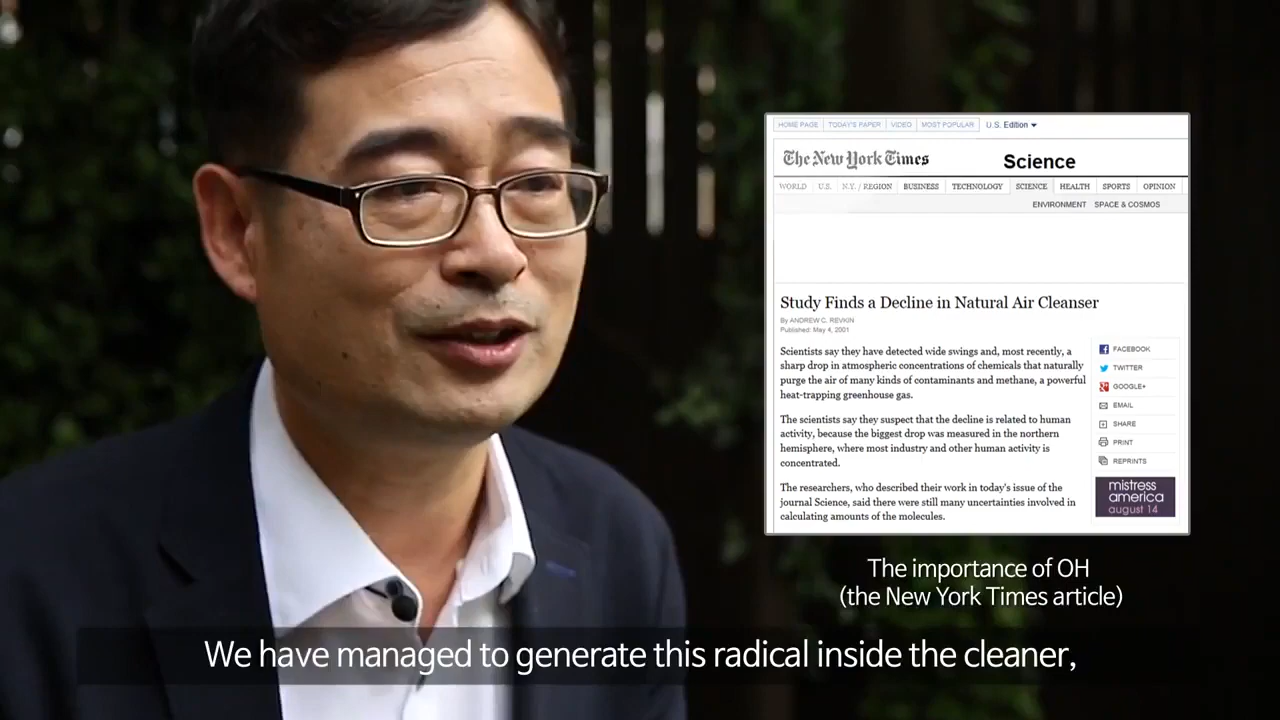 HOME PAGE TODAY'S PAPER VIDEO MOST POPULAR U.S. Edition
The New York Times Science
WORLD U.S. N.Y. / REGION BUSINESS TECHNOLOGY SCIENCE HEALTH SPORTS OPINION
ENVIRONMENT SPACE & COSMOS
Study Finds a Decline in Natural Air Cleanser
By ANDREW C. REVKIN
Published: May 4, 2001
Scientists say they have detected wide swings and, most recently, a
sharp drop in atmospheric concentrations of chemicals that naturally
purge the air of many kinds of contaminants and methane, a powerful
heat-trapping greenhouse gas.
The scientists say they suspect that the decline is related to human
activity, because the biggest drop was measured in the northern
hemisphere, where most industry and other human activity is
concentrated.
The researchers, who described their work in today's issue of the
journal Science, said there were still many uncertainties involved in
calculating amounts of the molecules.
FACEBOOK
TWITTER
GOOGLE+
EMAIL
SHARE
PRINT
REPRINTS
mistress
america
august 14
The importance of OH
(the New York Times article)
We have managed to generate this radical inside the cleaner,